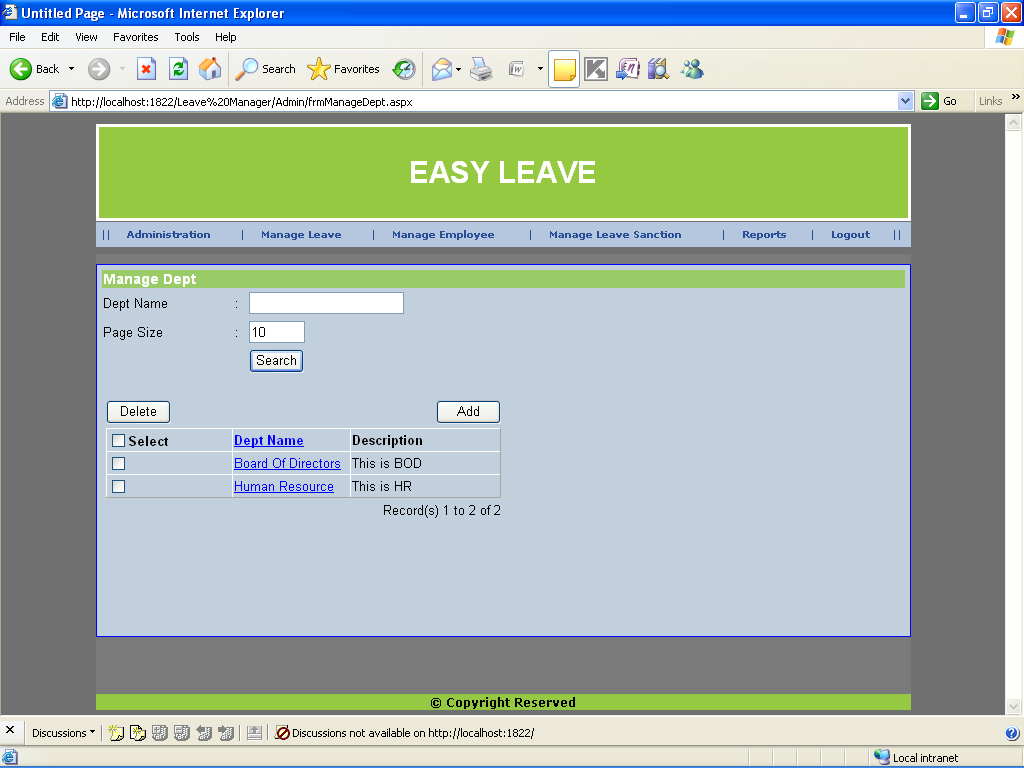 Untitled Page - Microsoft Internet Explorer
File Edit View Favorites Tools Help
Back Search Favorites
Address http://localhost:1822/Leave%20Manager/Admin/frmManageDept.aspx Go Links »
EASY LEAVE
|| Administration | Manage Leave | Manage Employee | Manage Leave Sanction | Reports | Logout ||
Manage Dept
Dept Name :
Page Size : 10
Search
Delete Add
Select Dept Name Description
Board Of Directors This is BOD
Human Resource This is HR
Record(s) 1 to 2 of 2
© Copyright Reserved
Discussions Discussions not available on http://localhost:1822/
Local intranet